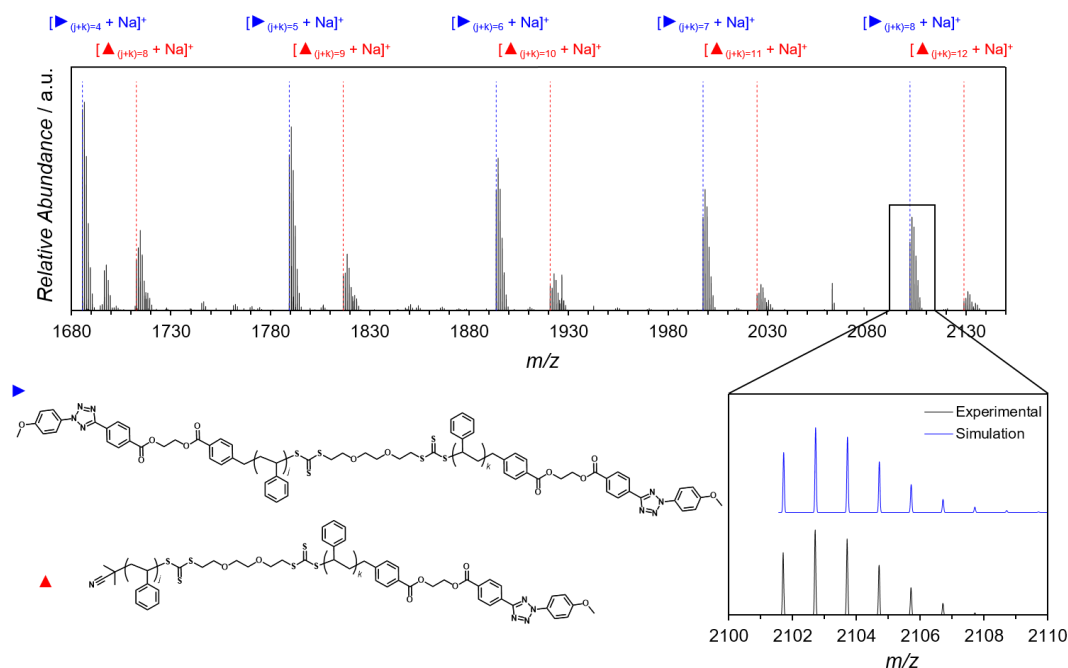 [▶(j+k)=4 + Na]⁺ [▶(j+k)=5 + Na]⁺ [▶(j+k)=6 + Na]⁺ [▶(j+k)=7 + Na]⁺ [▶(j+k)=8 + Na]⁺
[▲(j+k)=8 + Na]⁺ [▲(j+k)=9 + Na]⁺ [▲(j+k)=10 + Na]⁺ [▲(j+k)=11 + Na]⁺ [▲(j+k)=12 + Na]⁺
Relative Abundance / a.u.
1680 1730 1780 1830 1880 1930 1980 2030 2080 2130
m/z
O N N N N O O O O j S S S O O S S S k O O O O N N N N O
N j S S S O O S S S k O O O O N N N N O
Experimental
Simulation
2100 2102 2104 2106 2108 2110
m/z